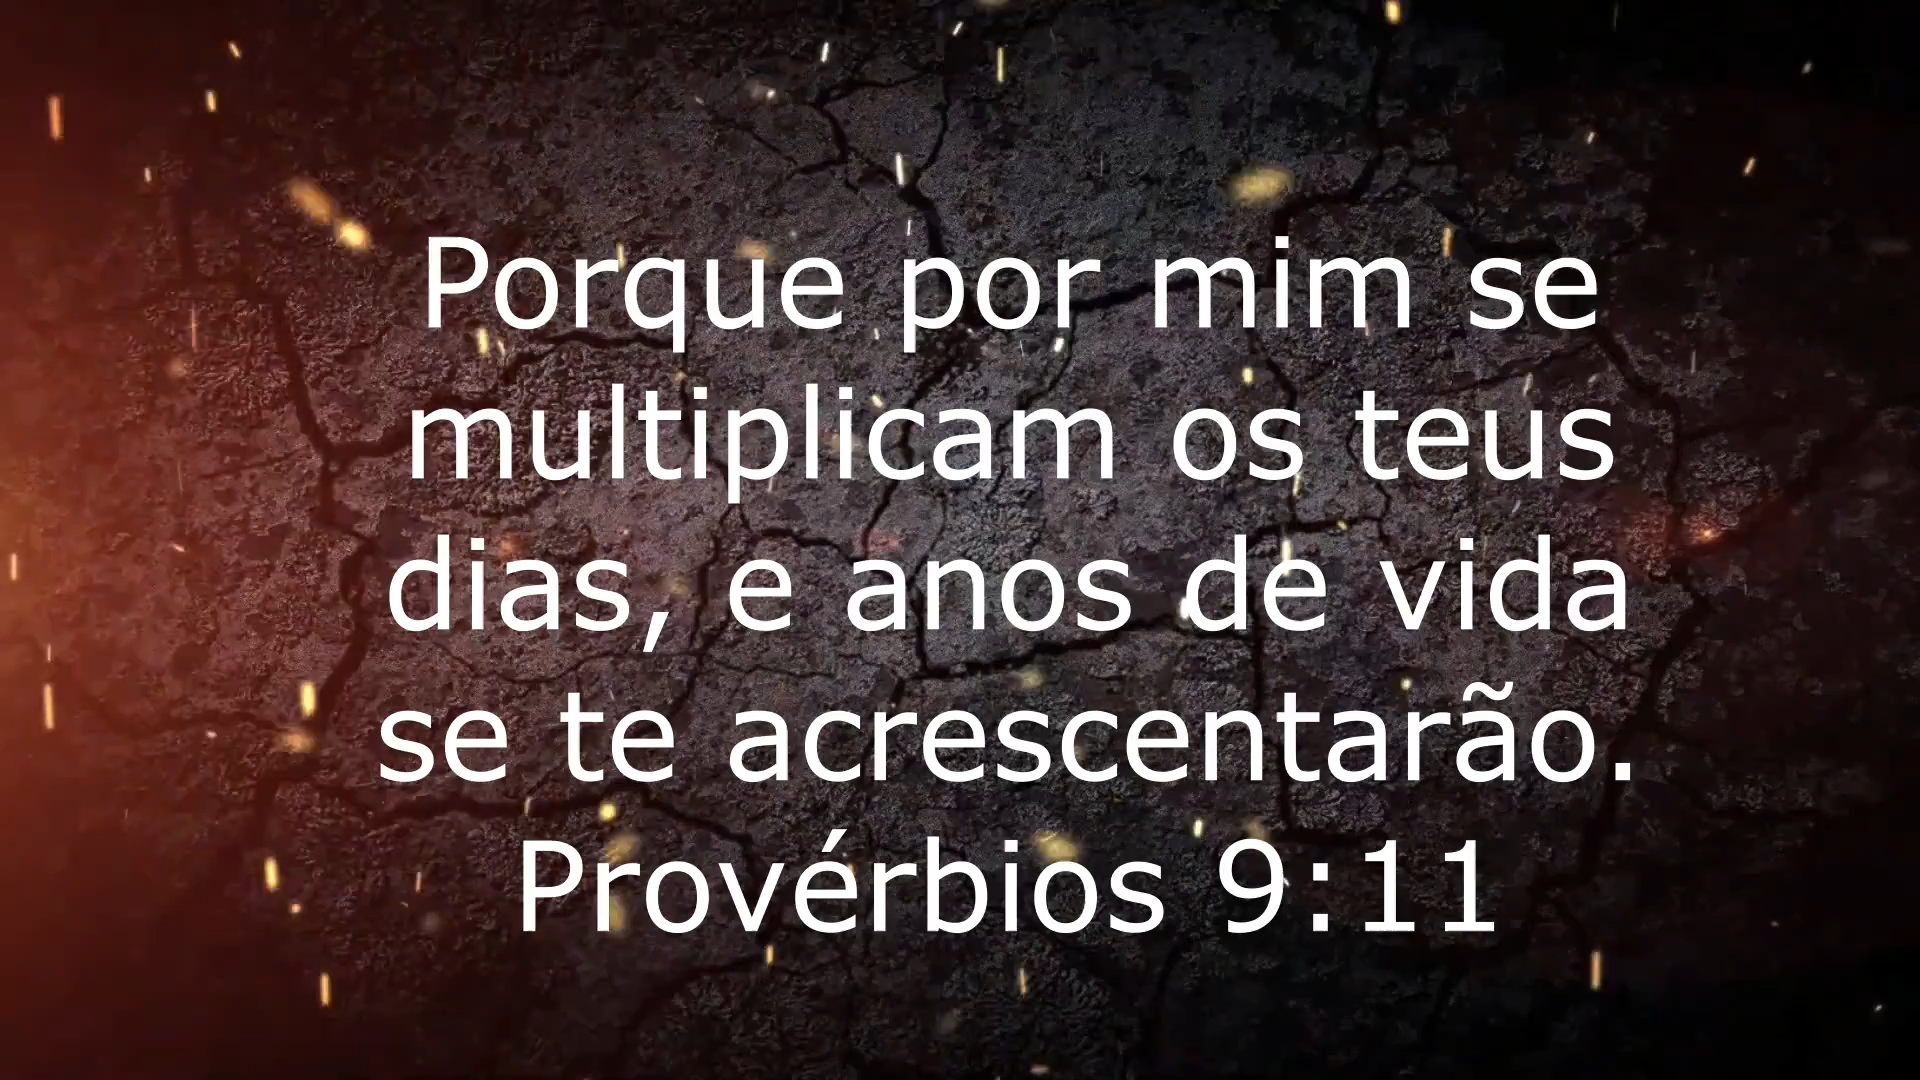 Porque por mim se
multiplicam os teus
dias, e anos de vida
se te acrescentarão.
Provérbios 9:11